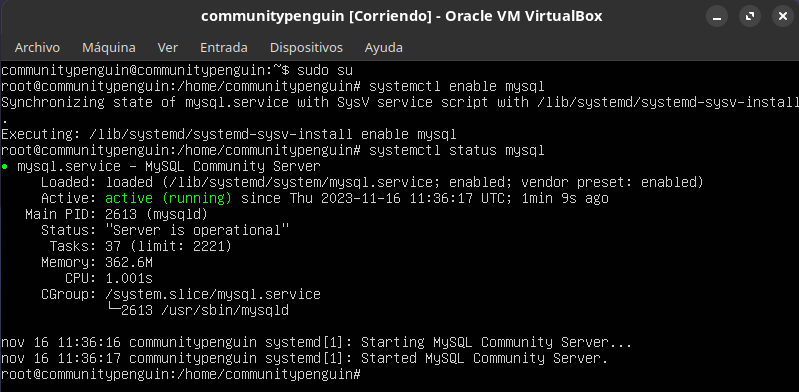 communitypenguin [Corriendo] - Oracle VM VirtualBox
Archivo Máquina Ver Entrada Dispositivos Ayuda
communitypenguin@communitypenguin:~$ sudo su
root@communitypenguin:/home/communitypenguin# systemctl enable mysql
Synchronizing state of mysql.service with SysV service script with /lib/systemd/systemd-sysv-install
.
Executing: /lib/systemd/systemd-sysv-install enable mysql
root@communitypenguin:/home/communitypenguin# systemctl status mysql
● mysql.service - MySQL Community Server
     Loaded: loaded (/lib/systemd/system/mysql.service; enabled; vendor preset: enabled)
     Active: active (running) since Thu 2023-11-16 11:36:17 UTC; 1min 9s ago
   Main PID: 2613 (mysqld)
     Status: "Server is operational"
      Tasks: 37 (limit: 2221)
     Memory: 362.6M
        CPU: 1.001s
     CGroup: /system.slice/mysql.service
             └─2613 /usr/sbin/mysqld
nov 16 11:36:16 communitypenguin systemd[1]: Starting MySQL Community Server...
nov 16 11:36:17 communitypenguin systemd[1]: Started MySQL Community Server.
root@communitypenguin:/home/communitypenguin#